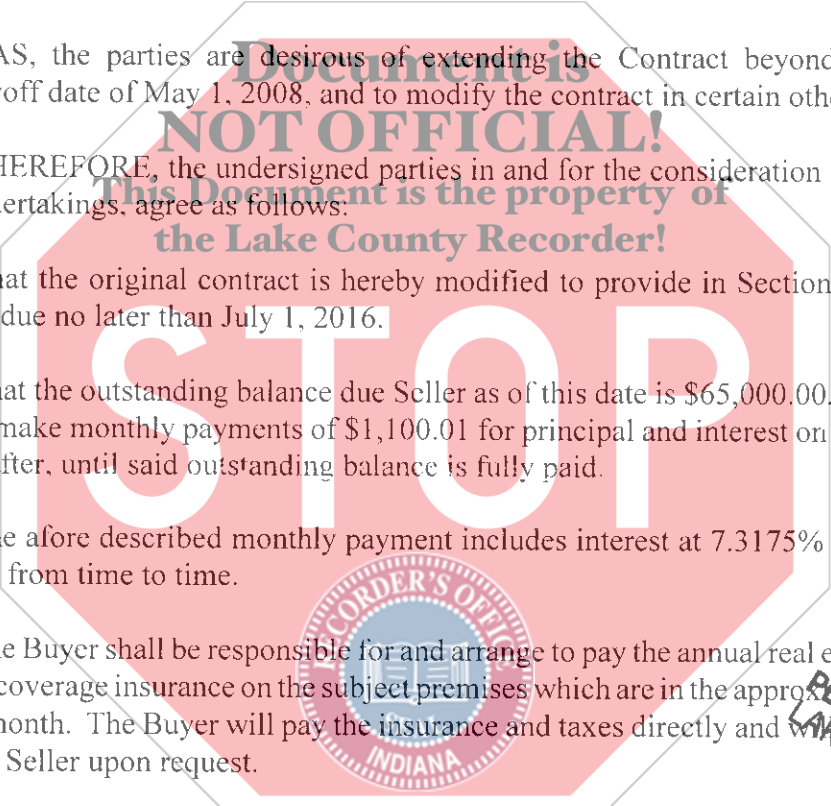 AS, the parties are desirous of extending the Contract beyond
Document is
off date of May 1, 2008, and to modify the contract in certain othe
NOT OFFICIAL!
HEREFORE, the undersigned parties in and for the consideration
This Document is the property of
ertakings, agree as follows:
the Lake County Recorder!
at the original contract is hereby modified to provide in Section
due no later than July 1, 2016.
STOP
at the outstanding balance due Seller as of this date is $65,000.00.
make monthly payments of $1,100.01 for principal and interest on
fter, until said outstanding balance is fully paid.
e afore described monthly payment includes interest at 7.3175%
from time to time.
RECORDER'S OFFICE
e Buyer shall be responsible for and arrange to pay the annual real e
coverage insurance on the subject premises which are in the approx
month. The Buyer will pay the insurance and taxes directly and
INDIANA
Seller upon request.